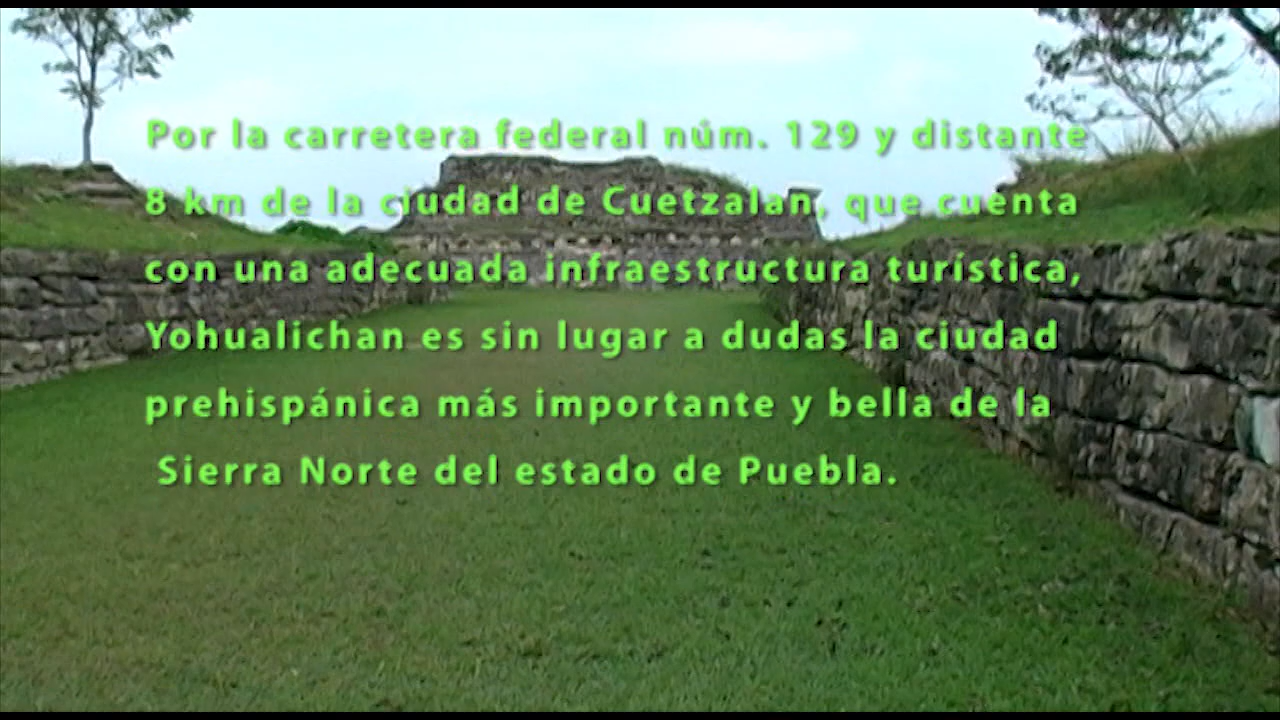 Por la carretera federal núm. 129 y distante
8 km de la ciudad de Cuetzalan, que cuenta
con una adecuada infraestructura turística,
Yohualichan es sin lugar a dudas la ciudad
prehispánica más importante y bella de la
Sierra Norte del estado de Puebla.